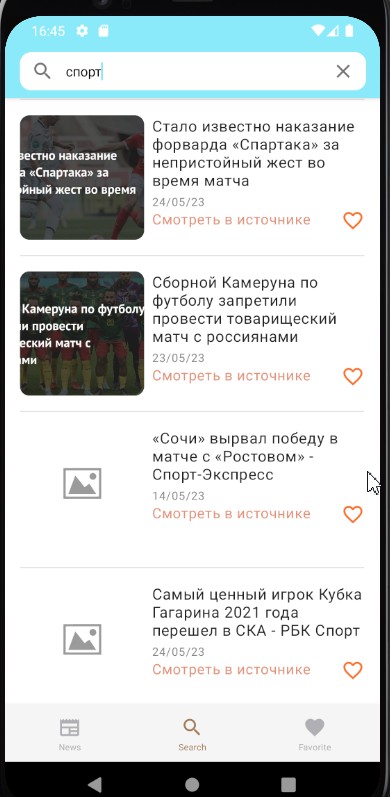 16:45
спорт
Стало известно наказание
форварда «Спартака» за
непристойный жест во
время матча
24/05/23
Смотреть в источнике
вестно наказание
а «Спартака» за
ойный жест во время
Сборной Камеруна по
футболу запретили
провести товарищеский
матч с россиянами
23/05/23
Смотреть в источнике
Камеруна по футболу
ли провести
еский матч с
ами
«Сочи» вырвал победу в
матче с «Ростовом» -
Спорт-Экспресс
14/05/23
Смотреть в источнике
Самый ценный игрок Кубка
Гагарина 2021 года
перешел в СКА - РБК Спорт
24/05/23
Смотреть в источнике
News
Search
Favorite